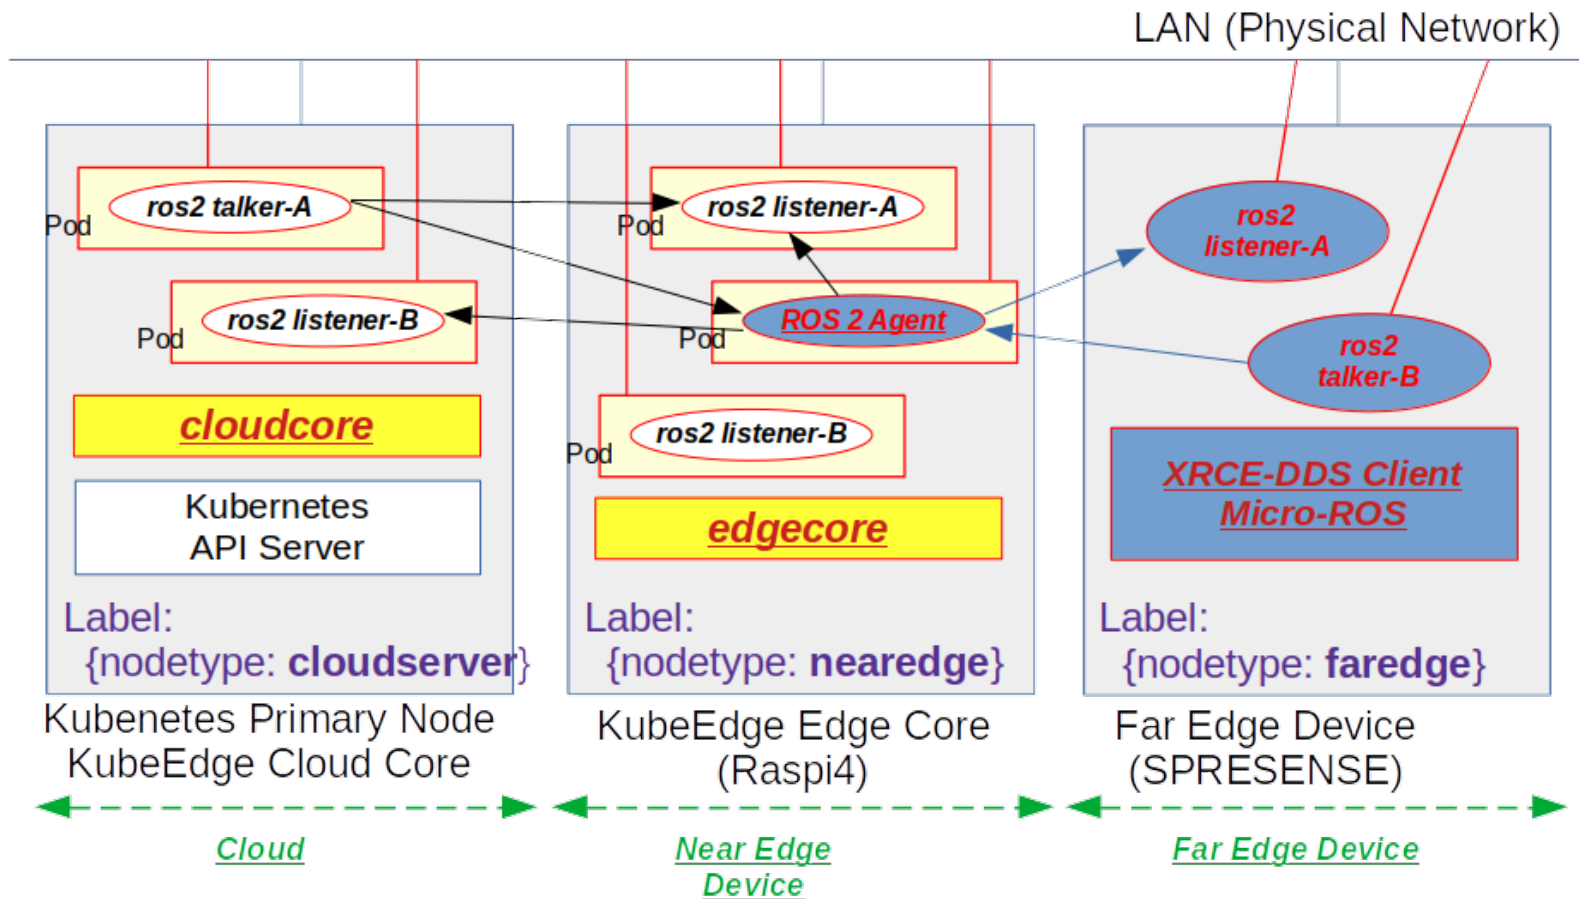 LAN (Physical Network)
ros2 talker-A
Pod
ros2 listener-B
Pod
cloudcore
Kubernetes
API Server
Label:
{nodetype: cloudserver}
Kubenetes Primary Node
KubeEdge Cloud Core
Cloud
ros2 listener-A
Pod
ROS 2 Agent
Pod
ros2 listener-B
Pod
edgecore
Label:
{nodetype: nearedge}
KubeEdge Edge Core
(Raspi4)
Near Edge
Device
ros2
listener-A
ros2
talker-B
XRCE-DDS Client
Micro-ROS
Label:
{nodetype: faredge}
Far Edge Device
(SPRESENSE)
Far Edge Device